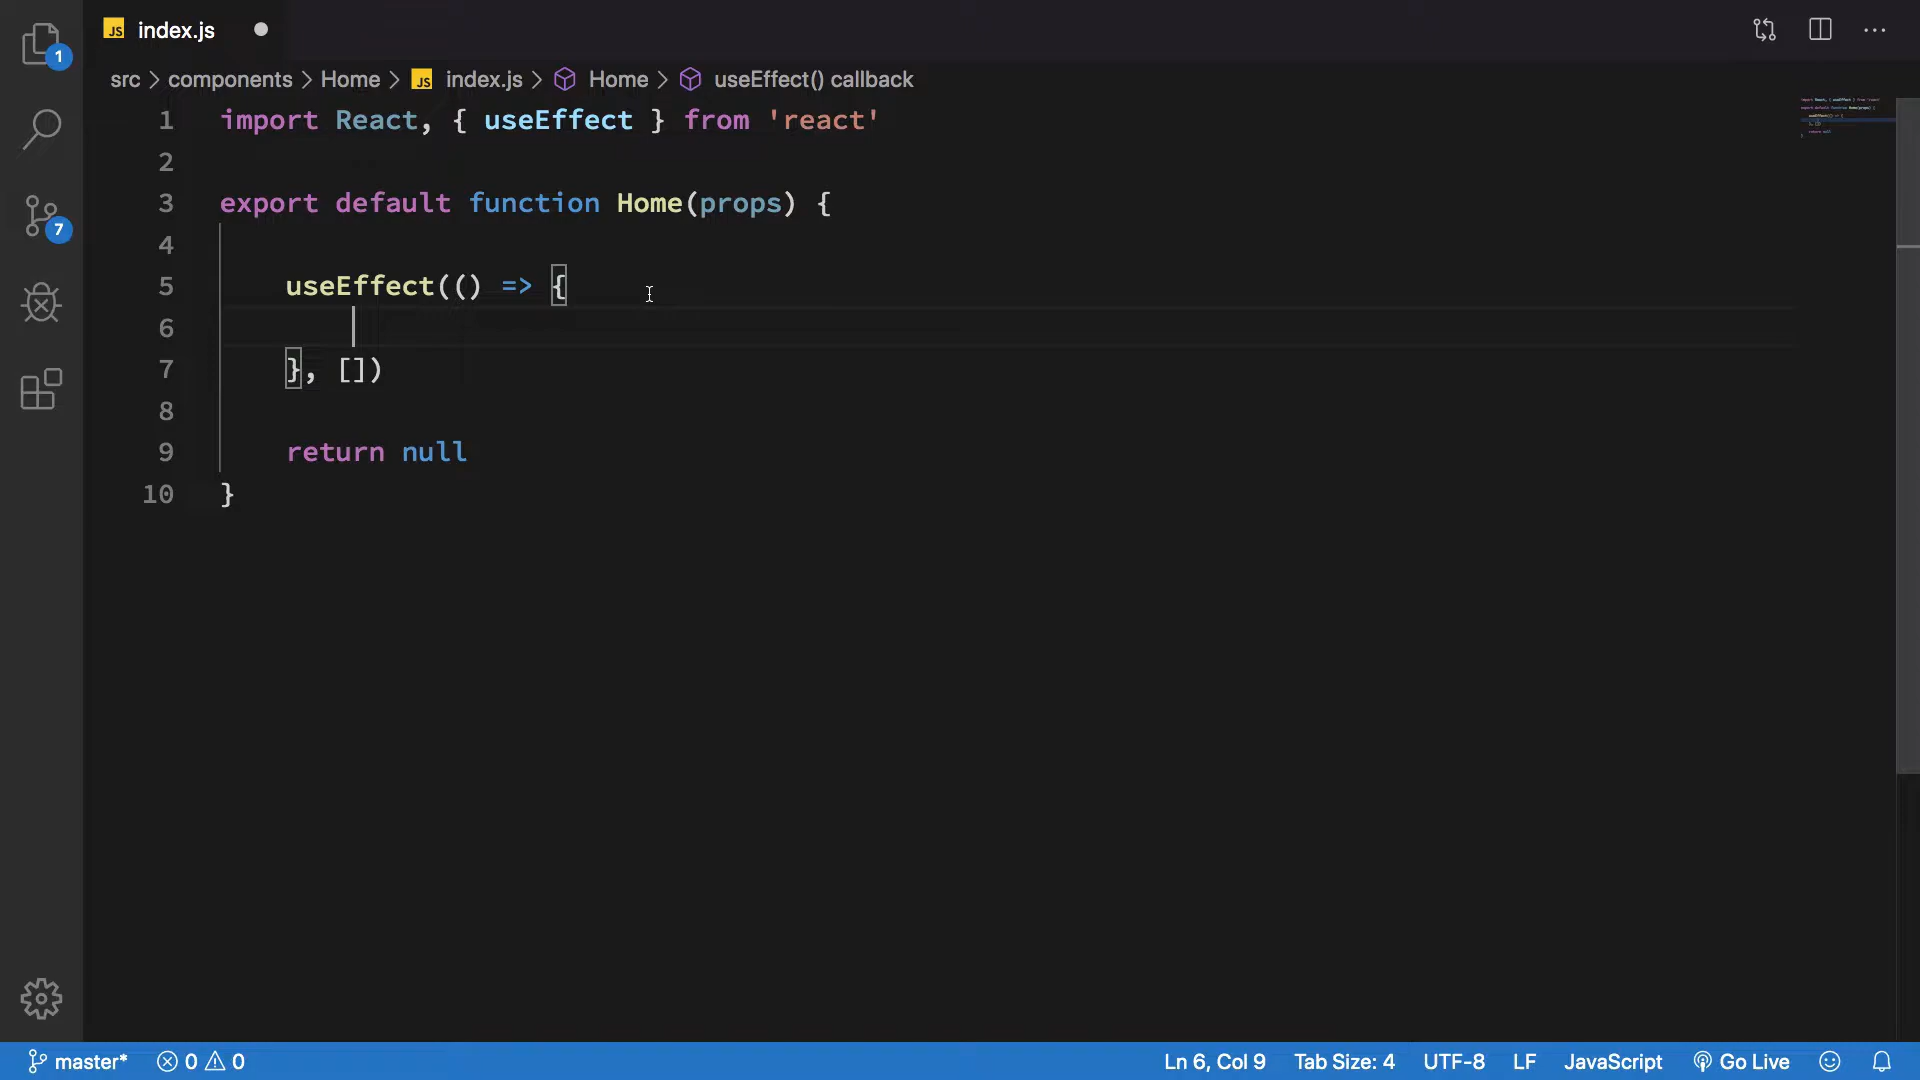 JS index.js
1
src > components > Home > JS index.js > Home > useEffect() callback
1 import React, { useEffect } from 'react'
2
3 export default function Home(props) {
4
5 useEffect(() => {
6
7 }, [])
8
9 return null
10 }
7
master* 0 0 Ln 6, Col 9 Tab Size: 4 UTF-8 LF JavaScript Go Live